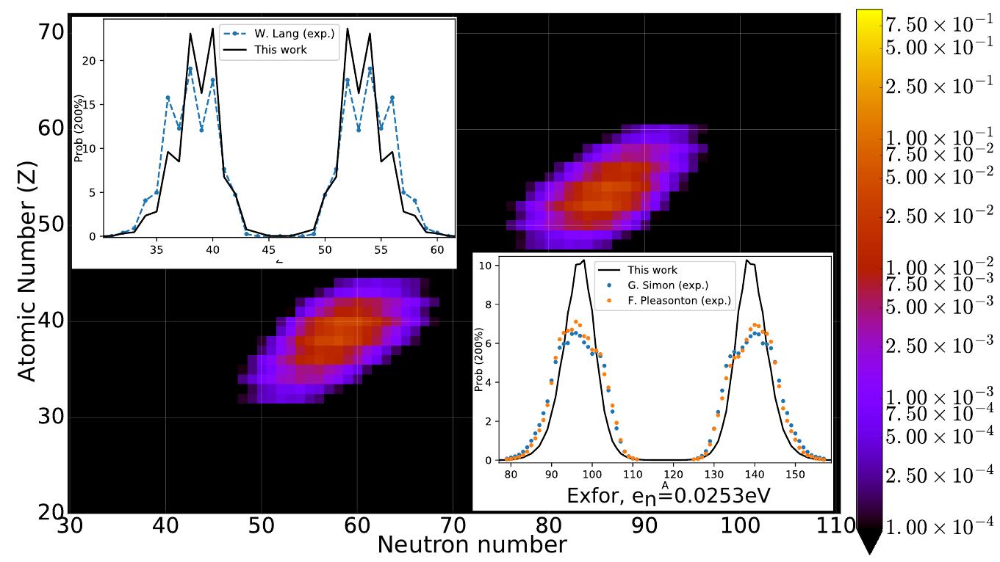 W. Lang (exp.)
This work
Prob (200%)
20
15
10
5
0
35
40
45
50
55
60
This work
G. Simon (exp.)
F. Pleasonton (exp.)
Prob (200%)
10
8
6
4
2
0
80
90
100
110
120
130
140
150
A
Exfor, en=0.0253eV
Atomic Number (Z)
70
60
50
40
30
20
30
40
50
60
70
80
90
100
110
Neutron number
7.50 × 10−1
5.00 × 10−1
2.50 × 10−1
1.00 × 10−1
7.50 × 10−2
5.00 × 10−2
2.50 × 10−2
1.00 × 10−2
7.50 × 10−3
5.00 × 10−3
2.50 × 10−3
1.00 × 10−3
7.50 × 10−4
5.00 × 10−4
2.50 × 10−4
1.00 × 10−4